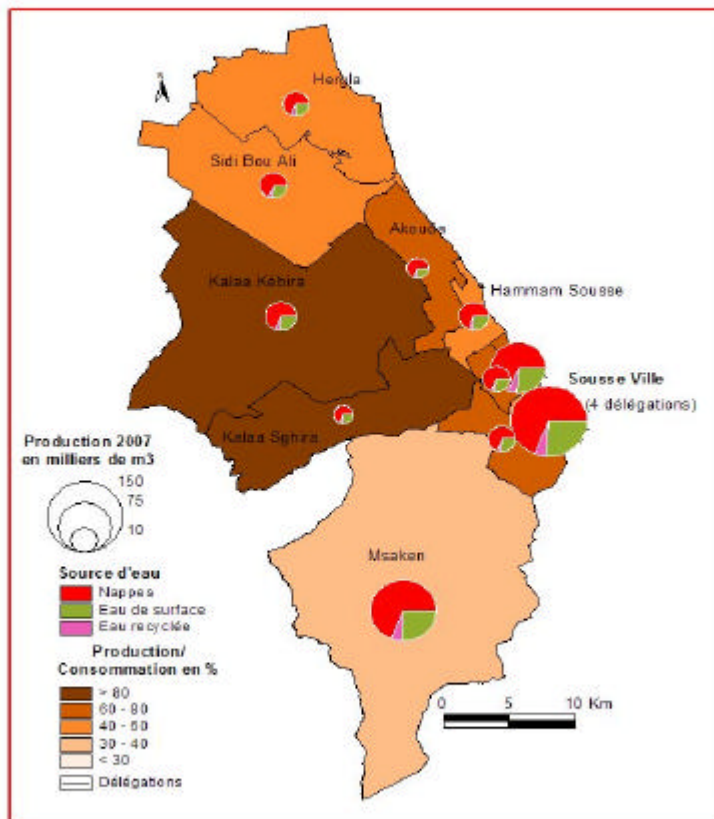 Hergla
Sidi Bou Ali
Akouda
Kalaa Kébira
Hammam Sousse
Sousse Ville
(4 délégations)
Kalaa Sghira
Msaken
Production 2007
en milliers de m3
150
75
10
Source d'eau
Nappes
Eau de surface
Eau recyclée
Production/
Consommation en %
> 80
60 - 80
40 - 60
30 - 40
< 30
Délégations
0 5 10 Km